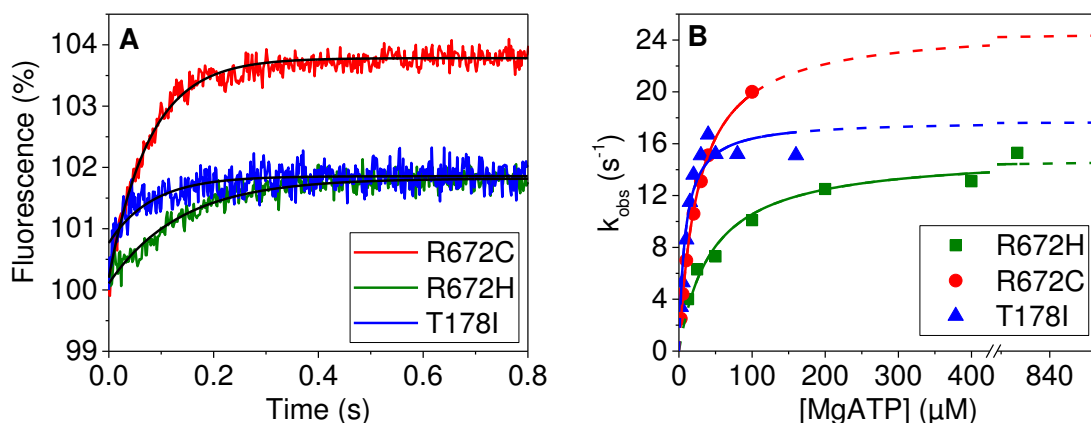 A
Fluorescence (%)
104
103
102
101
100
99
R672C
R672H
T178I
0.0 0.2 0.4 0.6 0.8
Time (s)
B
k_obs (s⁻¹)
24
20
16
12
8
4
0
R672H
R672C
T178I
0 100 200 300 400 840
[MgATP] (µM)